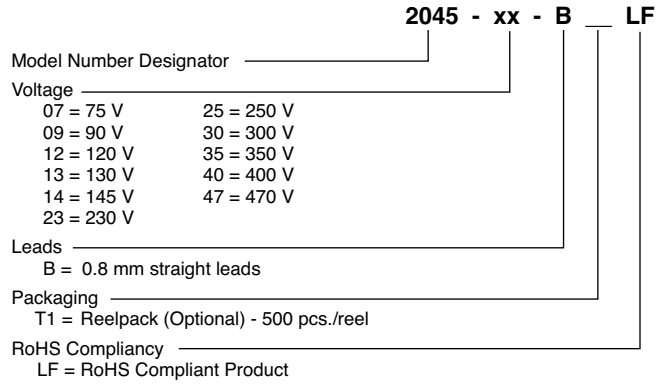 2045 - xx - B __ LF
Model Number Designator
Voltage
07 = 75 V 25 = 250 V
09 = 90 V 30 = 300 V
12 = 120 V 35 = 350 V
13 = 130 V 40 = 400 V
14 = 145 V 47 = 470 V
23 = 230 V
Leads
B = 0.8 mm straight leads
Packaging
T1 = Reelpack (Optional) - 500 pcs./reel
RoHS Compliancy
LF = RoHS Compliant Product